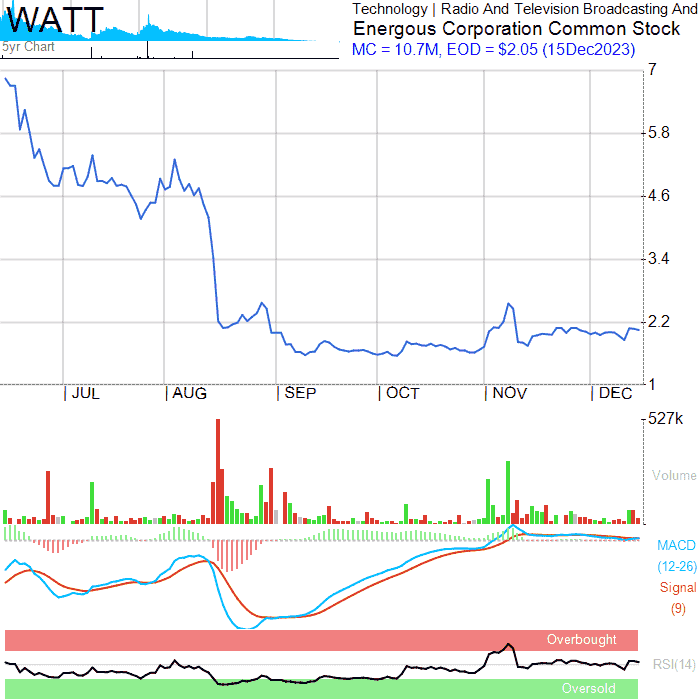 WATT
5yr Chart
Technology | Radio And Television Broadcasting And
Energous Corporation Common Stock
MC = 10.7M, EOD = $2.05 (15Dec2023)
7
5.8
4.6
3.4
2.2
1
JUL
AUG
SEP
OCT
NOV
DEC
527k
Volume
MACD
(12-26)
Signal
(9)
Overbought
RSI(14)
Oversold